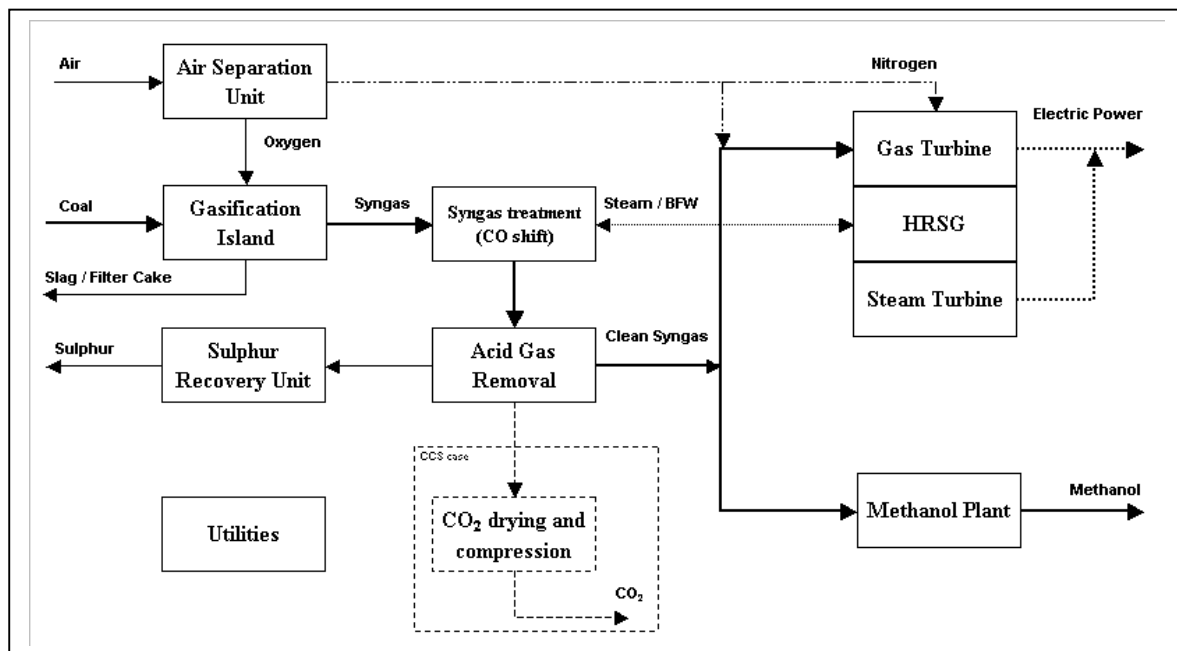 Air
Air Separation
Unit
Nitrogen
Oxygen
Gas Turbine
Electric Power
Coal
Gasification
Island
Syngas
Syngas treatment
(CO shift)
Steam / BFW
HRSG
Slag / Filter Cake
Steam Turbine
Sulphur
Sulphur
Recovery Unit
Acid Gas
Removal
Clean Syngas
CCS case
Utilities
CO₂ drying and
compression
CO₂
Methanol Plant
Methanol